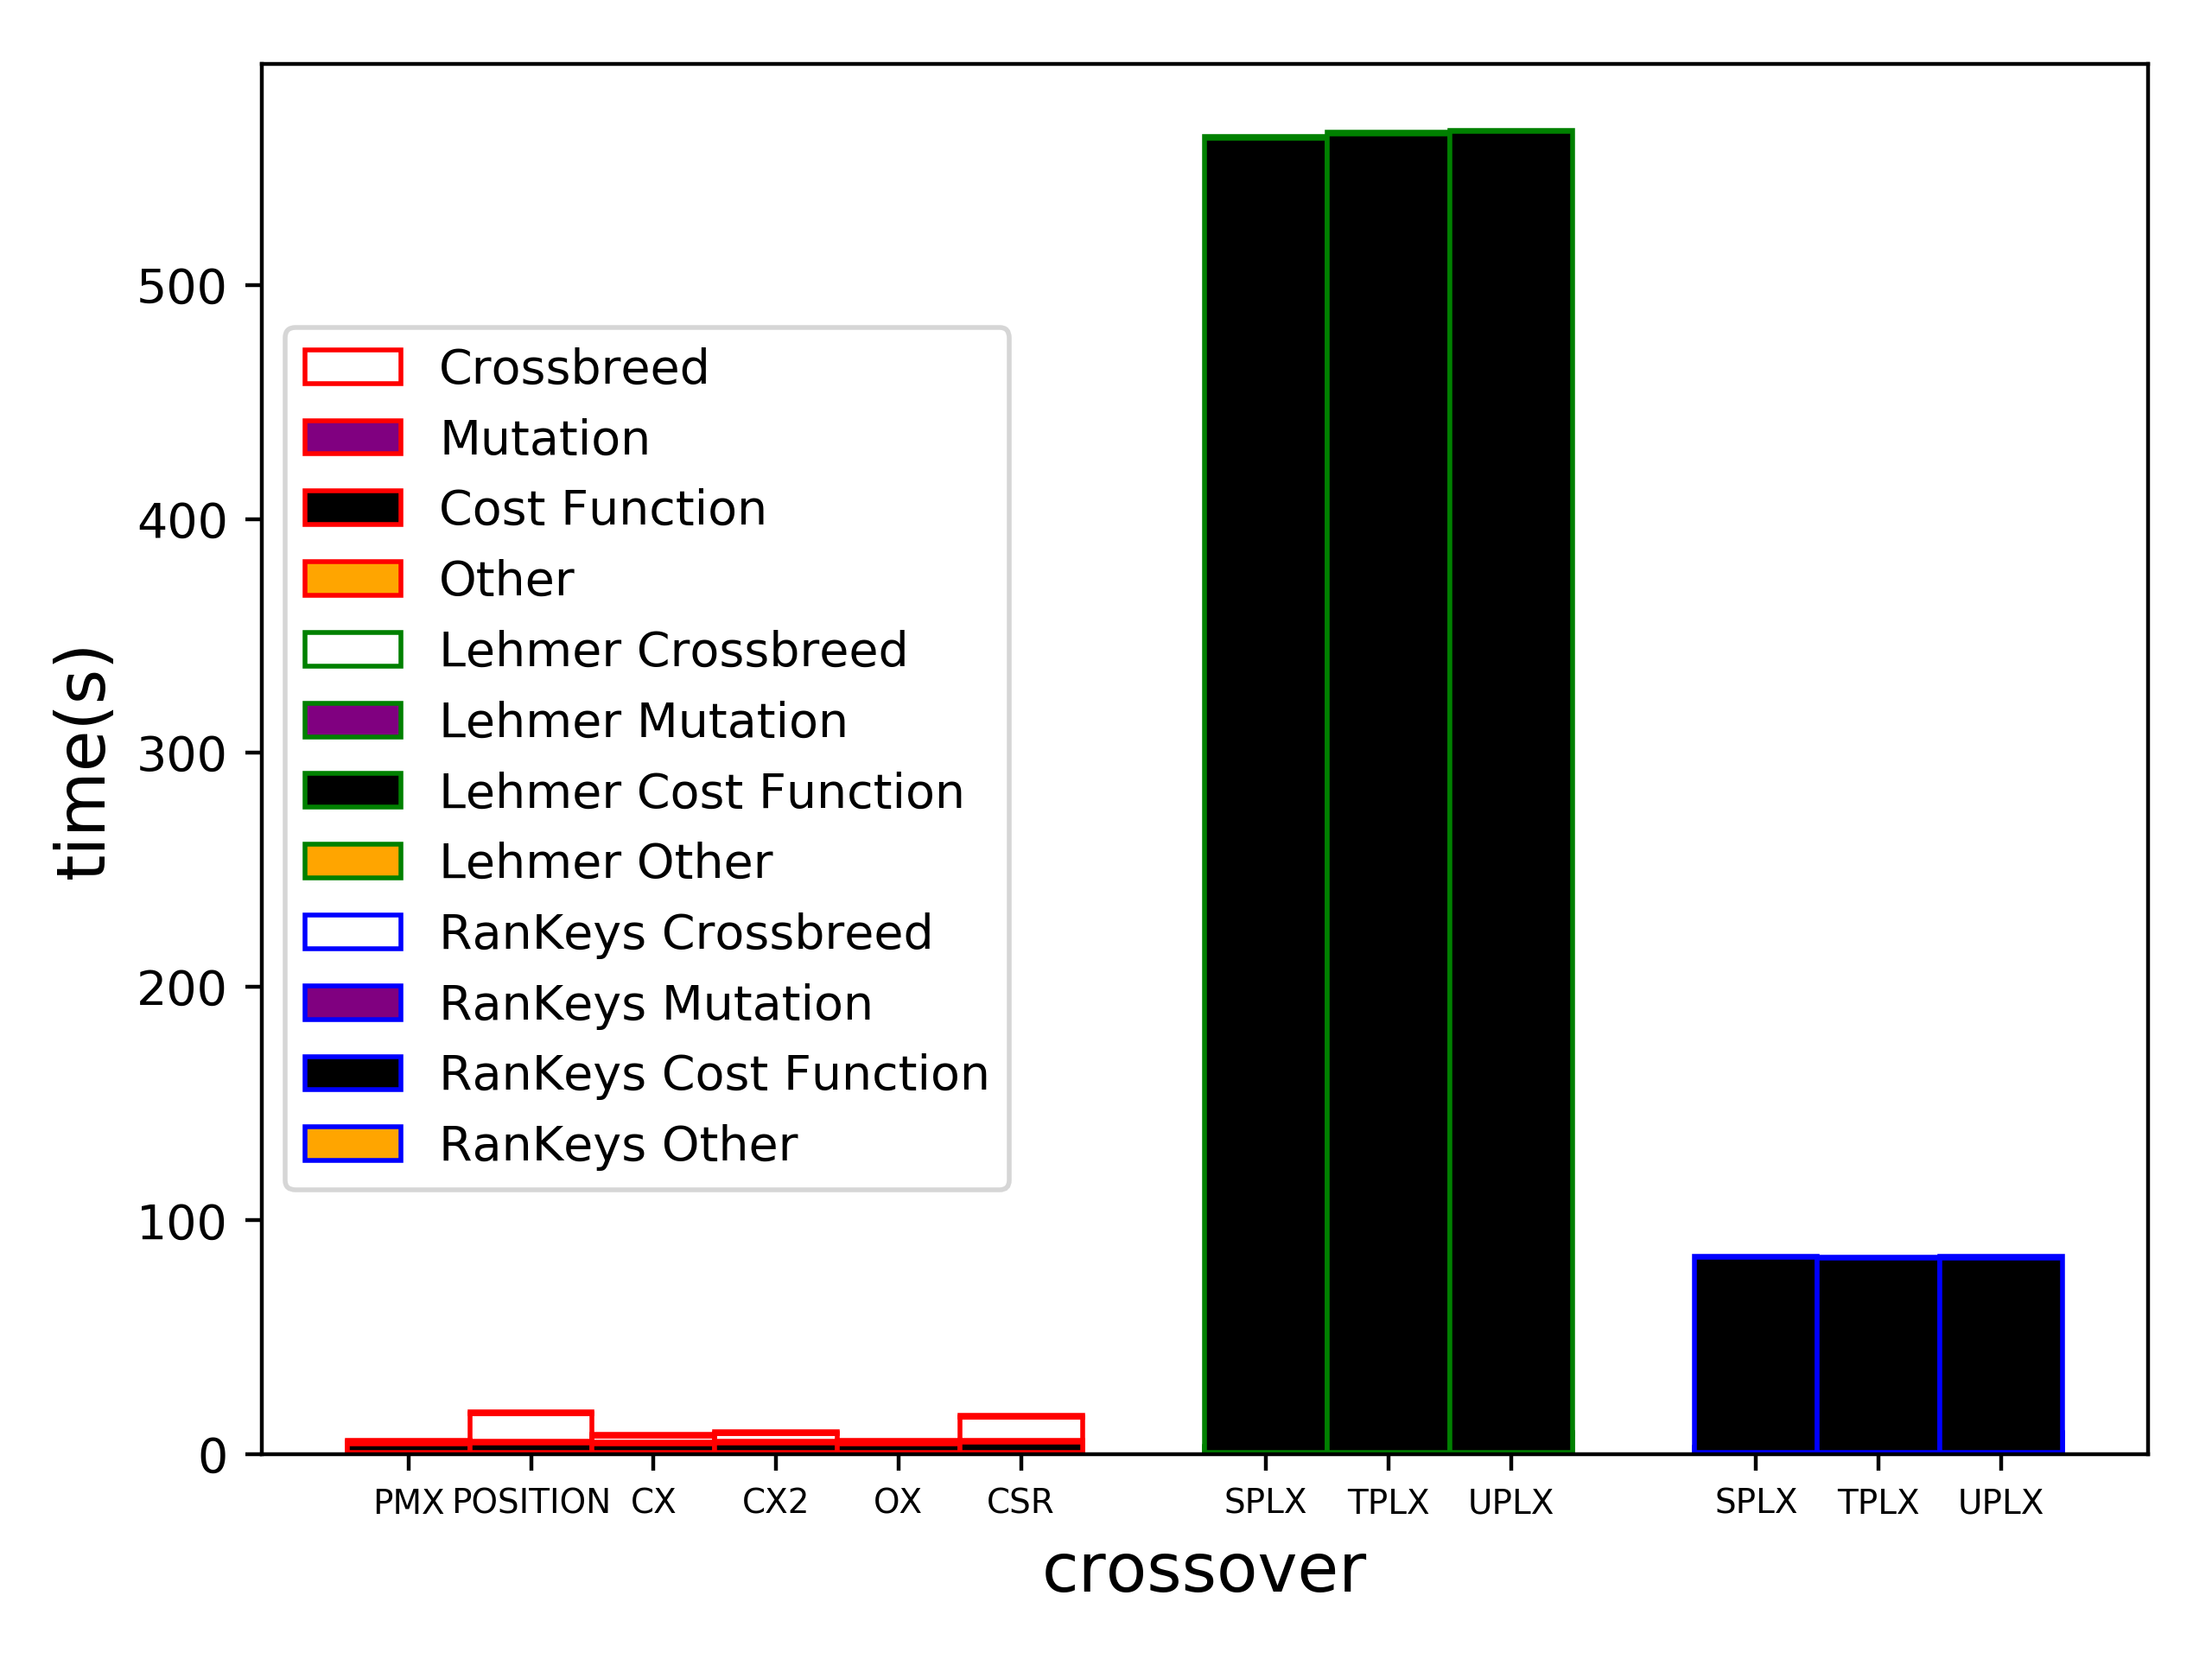 500
400
300
200
100
0
time(s)
Crossbreed
Mutation
Cost Function
Other
Lehmer Crossbreed
Lehmer Mutation
Lehmer Cost Function
Lehmer Other
RanKeys Crossbreed
RanKeys Mutation
RanKeys Cost Function
RanKeys Other
PMX POSITION CX CX2 OX CSR SPLX TPLX UPLX SPLX TPLX UPLX
crossover